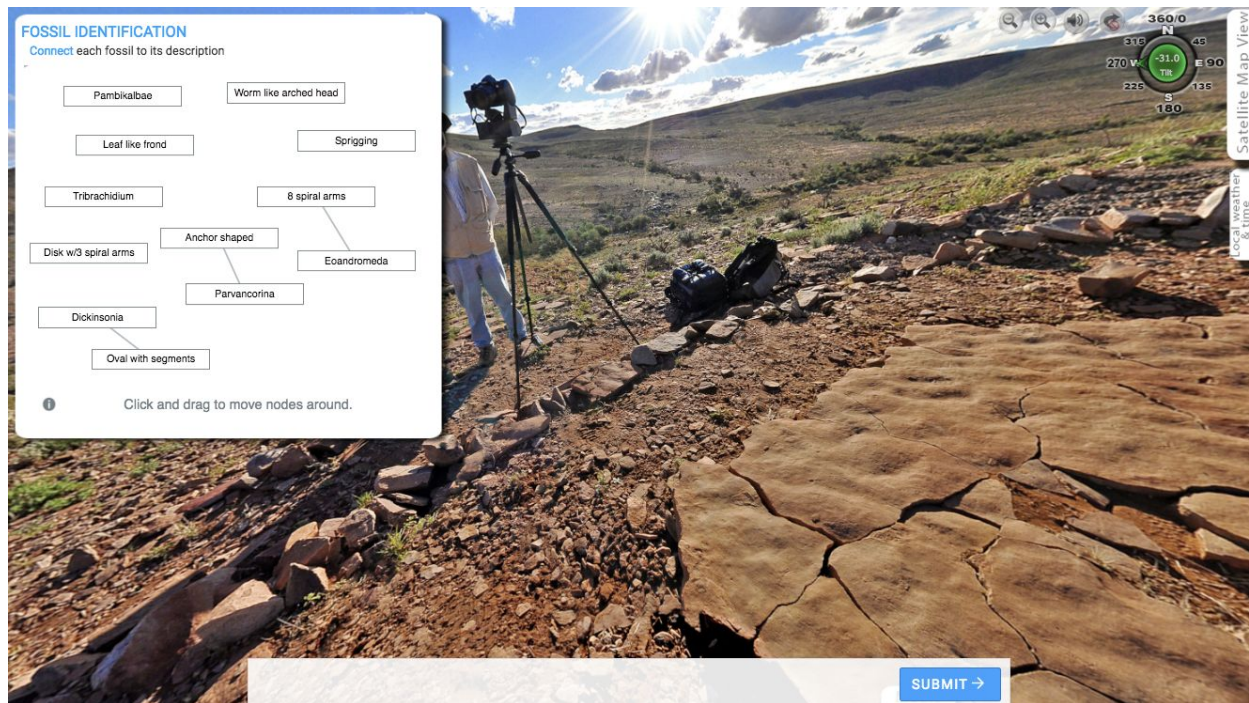 FOSSIL IDENTIFICATION
Connect each fossil to its description
Pambikalbae
Worm like arched head
Leaf like frond
Sprigging
Tribrachidium
8 spiral arms
Anchor shaped
Disk w/3 spiral arms
Eoandromeda
Parvancorina
Dickinsonia
Oval with segments
Click and drag to move nodes around.
360/0
N
315
45
270 W
-31.0
E 90
Tilt
225
135
S
180
Satellite Map View
Local weather
& time
SUBMIT